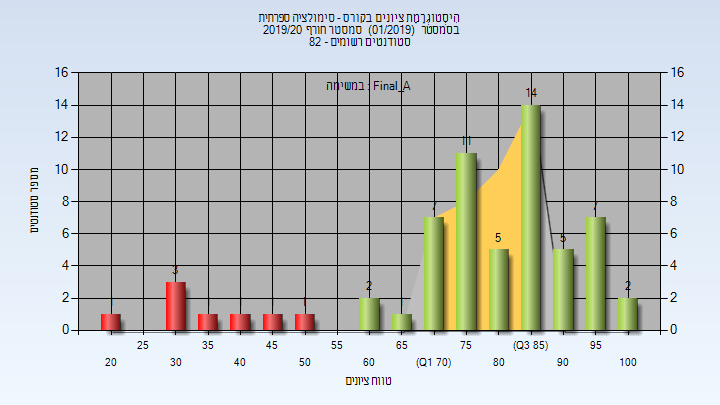 היסטוגרמת ציונים בקורס - סימולציה ספרתית
בסמסטר (01/2019) סמסטר חורף 2019/20
סטודנטים רשומים - 82
במשימה : Final_A
מספר סטודנטים
16 14 12 10 8 6 4 2 0
16 14 12 10 8 6 4 2 0
3 1 2 7 11 5 14 5 7 2
25 35 45 55 65 75 (Q3 85) 95
20 30 40 50 60 (Q1 70) 80 90 100
טווח ציונים